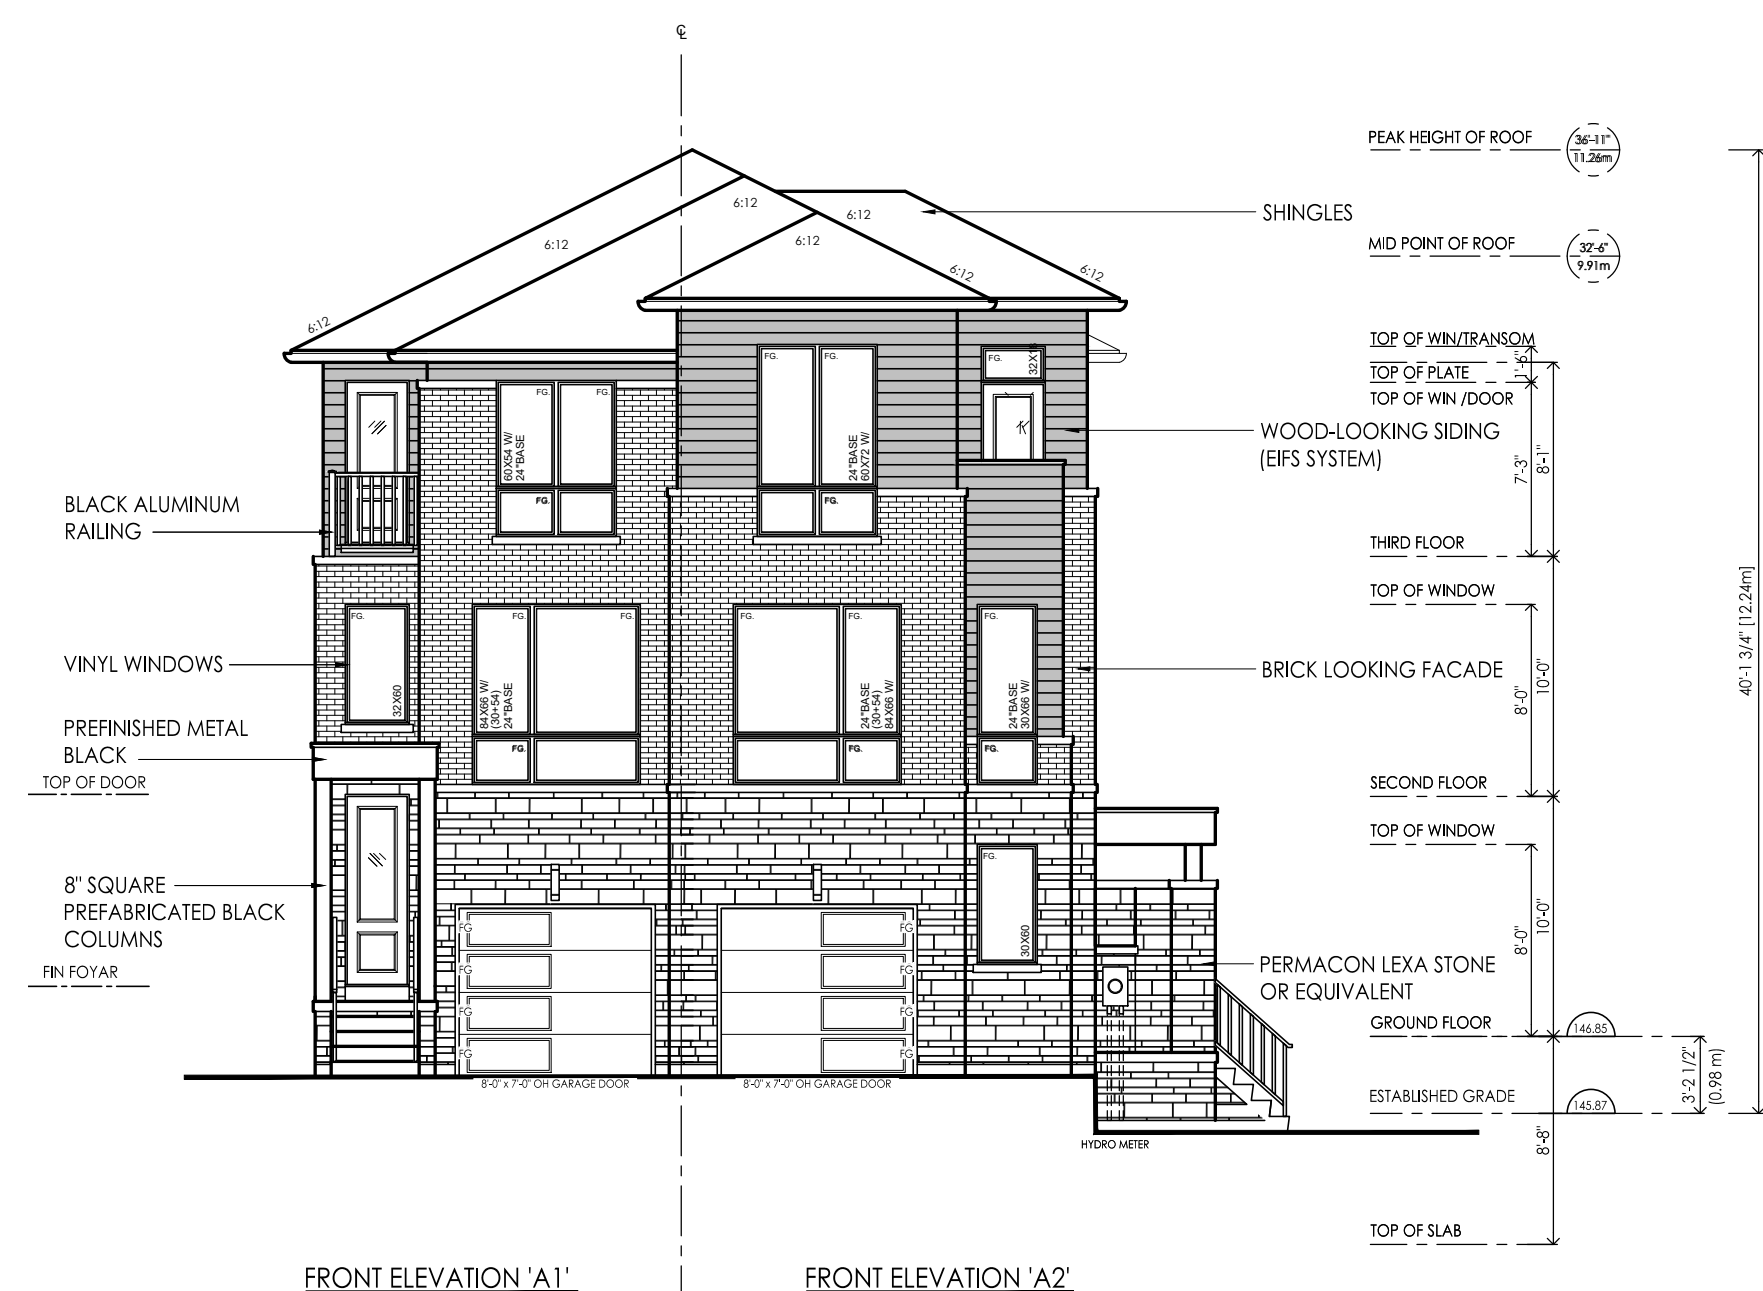 ℄
PEAK HEIGHT OF ROOF
36'-11"
11.26m
SHINGLES
MID POINT OF ROOF
32'-6"
9.91m
6:12
6:12
6:12
6:12
6:12
6:12
6:12
TOP OF WIN/TRANSOM
1'-6"
TOP OF PLATE
TOP OF WIN /DOOR
WOOD-LOOKING SIDING
(EIFS SYSTEM)
7'-3"
8'-1"
FG.
FG.
FG.
FG.
FG.
60X54 W/
24"BASE
24"BASE
60X72 W/
FG.
FG.
BLACK ALUMINUM
RAILING
THIRD FLOOR
TOP OF WINDOW
40'-1 3/4" [12.24m]
FG.
FG.
FG.
FG.
FG.
FG.
VINYL WINDOWS
32X60
84X66 W/
(30+54)
24"BASE
24"BASE
(30+54)
84X66 W/
24"BASE
30X66 W/
BRICK LOOKING FACADE
8'-0"
10'-0"
PREFINISHED METAL
BLACK
FG.
FG.
FG.
TOP OF DOOR
SECOND FLOOR
TOP OF WINDOW
FG.
30X60
8" SQUARE
PREFABRICATED BLACK
COLUMNS
8'-0"
10'-0"
FG
FG
FG
FG
FG
FG
FG
FG
FIN FOYAR
PERMACON LEXA STONE
OR EQUIVALENT
GROUND FLOOR
146.85
3'-2 1/2"
(0.98 m)
8'-0" x 7'-0" OH GARAGE DOOR
8'-0" x 7'-0" OH GARAGE DOOR
ESTABLISHED GRADE
145.87
HYDRO METER
8'-8"
TOP OF SLAB
FRONT ELEVATION 'A1'
FRONT ELEVATION 'A2'